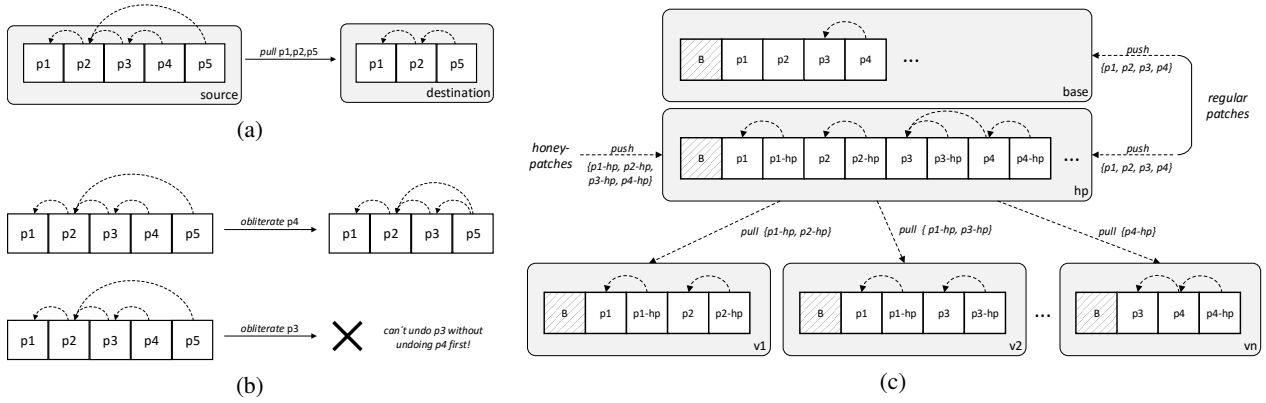 p1 p2 p3 p4 p5
source
pull p1,p2,p5
p1 p2 p5
destination
(a)
p1 p2 p3 p4 p5
obliterate p4
p1 p2 p3 p5
p1 p2 p3 p4 p5
obliterate p3
can´t undo p3 without
undoing p4 first!
(b)
B p1 p2 p3 p4 ...
base
push
{p1, p2, p3, p4}
regular
patches
honey-
patches
push
{p1-hp, p2-hp,
p3-hp, p4-hp}
B p1 p1-hp p2 p2-hp p3 p3-hp p4 p4-hp ...
hp
push
{p1, p2, p3, p4}
pull {p1-hp, p2-hp}
pull { p1-hp, p3-hp}
pull {p4-hp}
B p1 p1-hp p2 p2-hp
v1
B p1 p1-hp p3 p3-hp
v2
...
B p3 p4 p4-hp
vn
(c)